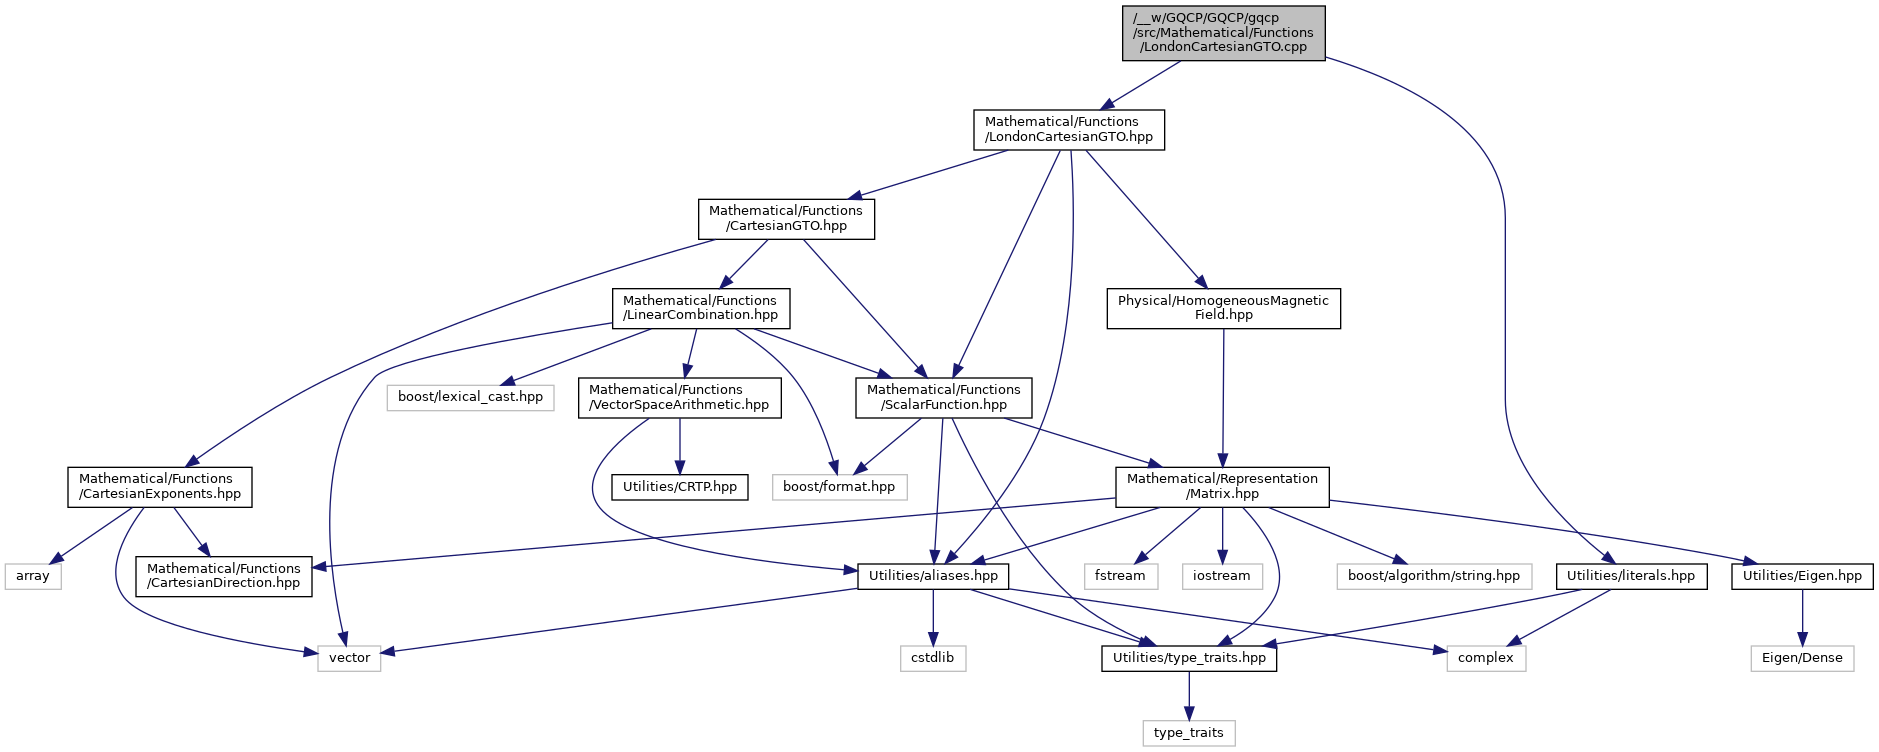 /__w/GQCP/GQCP/gqcp
/src/Mathematical/Functions
/LondonCartesianGTO.cpp
Mathematical/Functions
/LondonCartesianGTO.hpp
Mathematical/Functions
/CartesianGTO.hpp
Mathematical/Functions
/LinearCombination.hpp
Physical/HomogeneousMagnetic
Field.hpp
boost/lexical_cast.hpp
Mathematical/Functions
/VectorSpaceArithmetic.hpp
Mathematical/Functions
/ScalarFunction.hpp
Mathematical/Functions
/CartesianExponents.hpp
Utilities/CRTP.hpp
boost/format.hpp
Mathematical/Representation
/Matrix.hpp
array
Mathematical/Functions
/CartesianDirection.hpp
Utilities/aliases.hpp
fstream
iostream
boost/algorithm/string.hpp
Utilities/literals.hpp
Utilities/Eigen.hpp
vector
cstdlib
Utilities/type_traits.hpp
complex
Eigen/Dense
type_traits